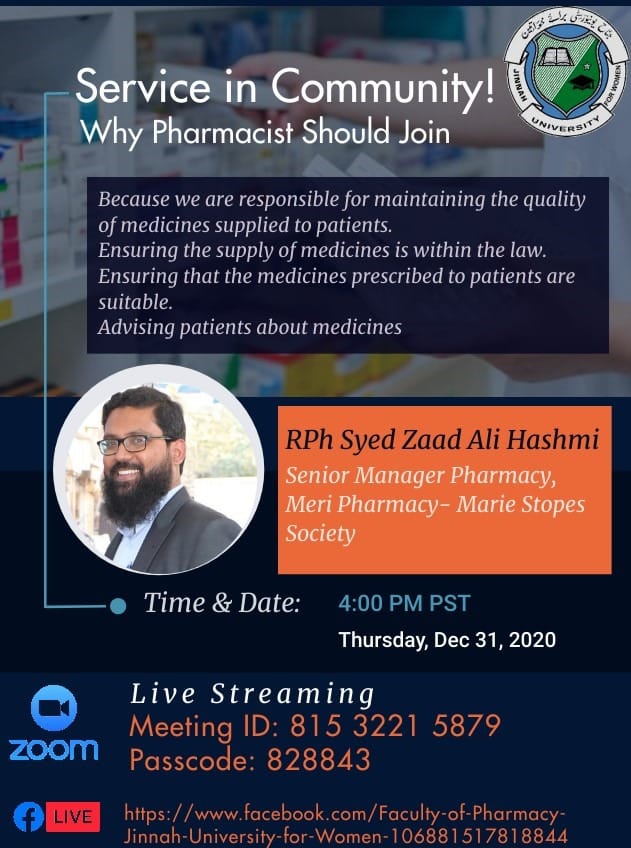 جناح یونیورسٹی برائے خواتین
JINNAH
UNIVERSITY
FOR WOMEN
Service in Community!
Why Pharmacist Should Join
Because we are responsible for maintaining the quality
of medicines supplied to patients.
Ensuring the supply of medicines is within the law.
Ensuring that the medicines prescribed to patients are
suitable.
Advising patients about medicines
RPh Syed Zaad Ali Hashmi
Senior Manager Pharmacy,
Meri Pharmacy- Marie Stopes
Society
Time & Date:
4:00 PM PST
Thursday, Dec 31, 2020
Live Streaming
Meeting ID: 815 3221 5879
Passcode: 828843
zoom
LIVE
https://www.facebook.com/Faculty-of-Pharmacy-
Jinnah-University-for-Women-106881517818844